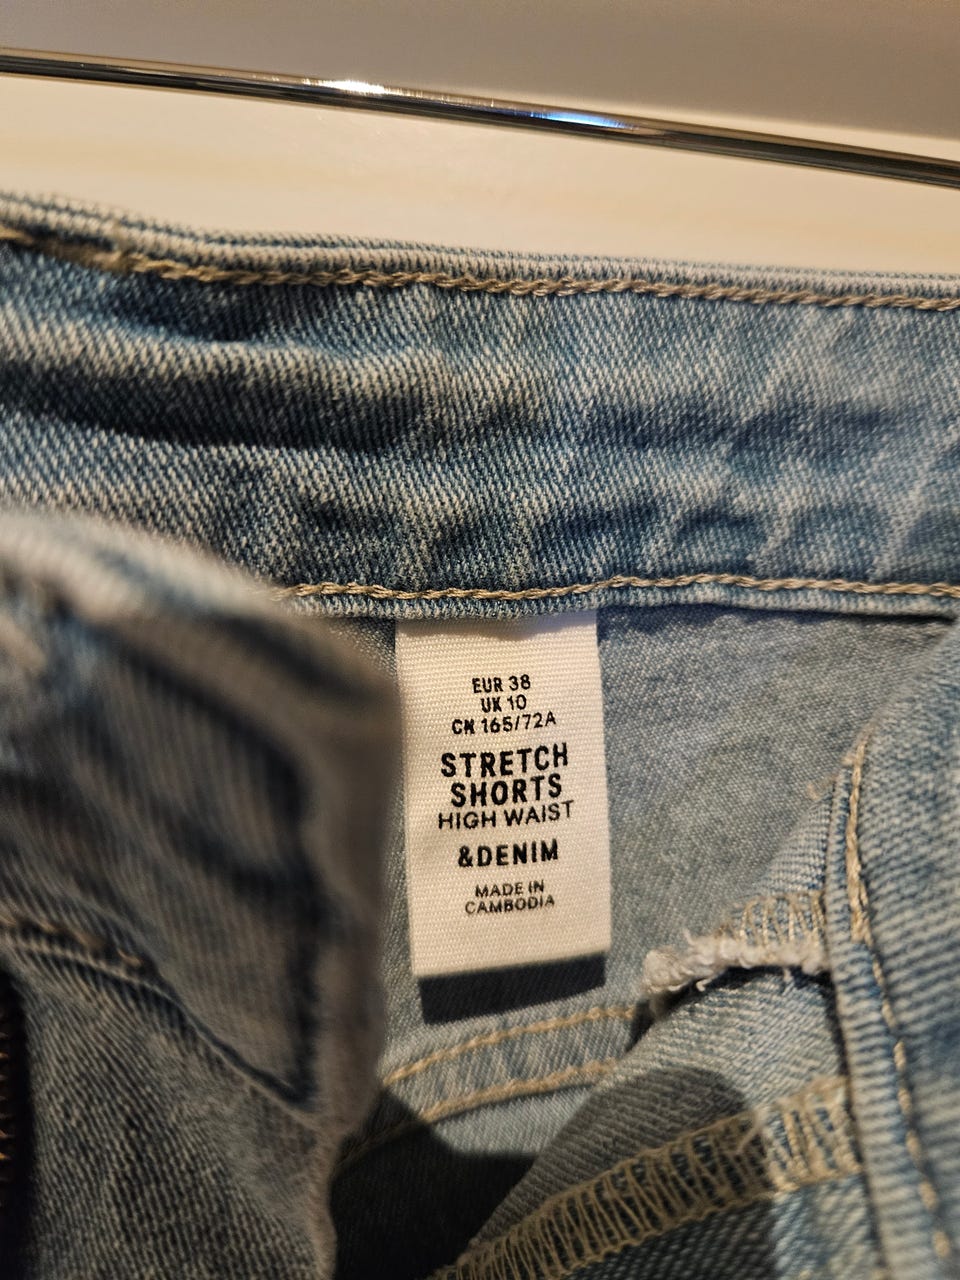 EUR 38
UK 10
CN 165/72A
STRETCH
SHORTS
HIGH WAIST
&DENIM
MADE IN
CAMBODIA